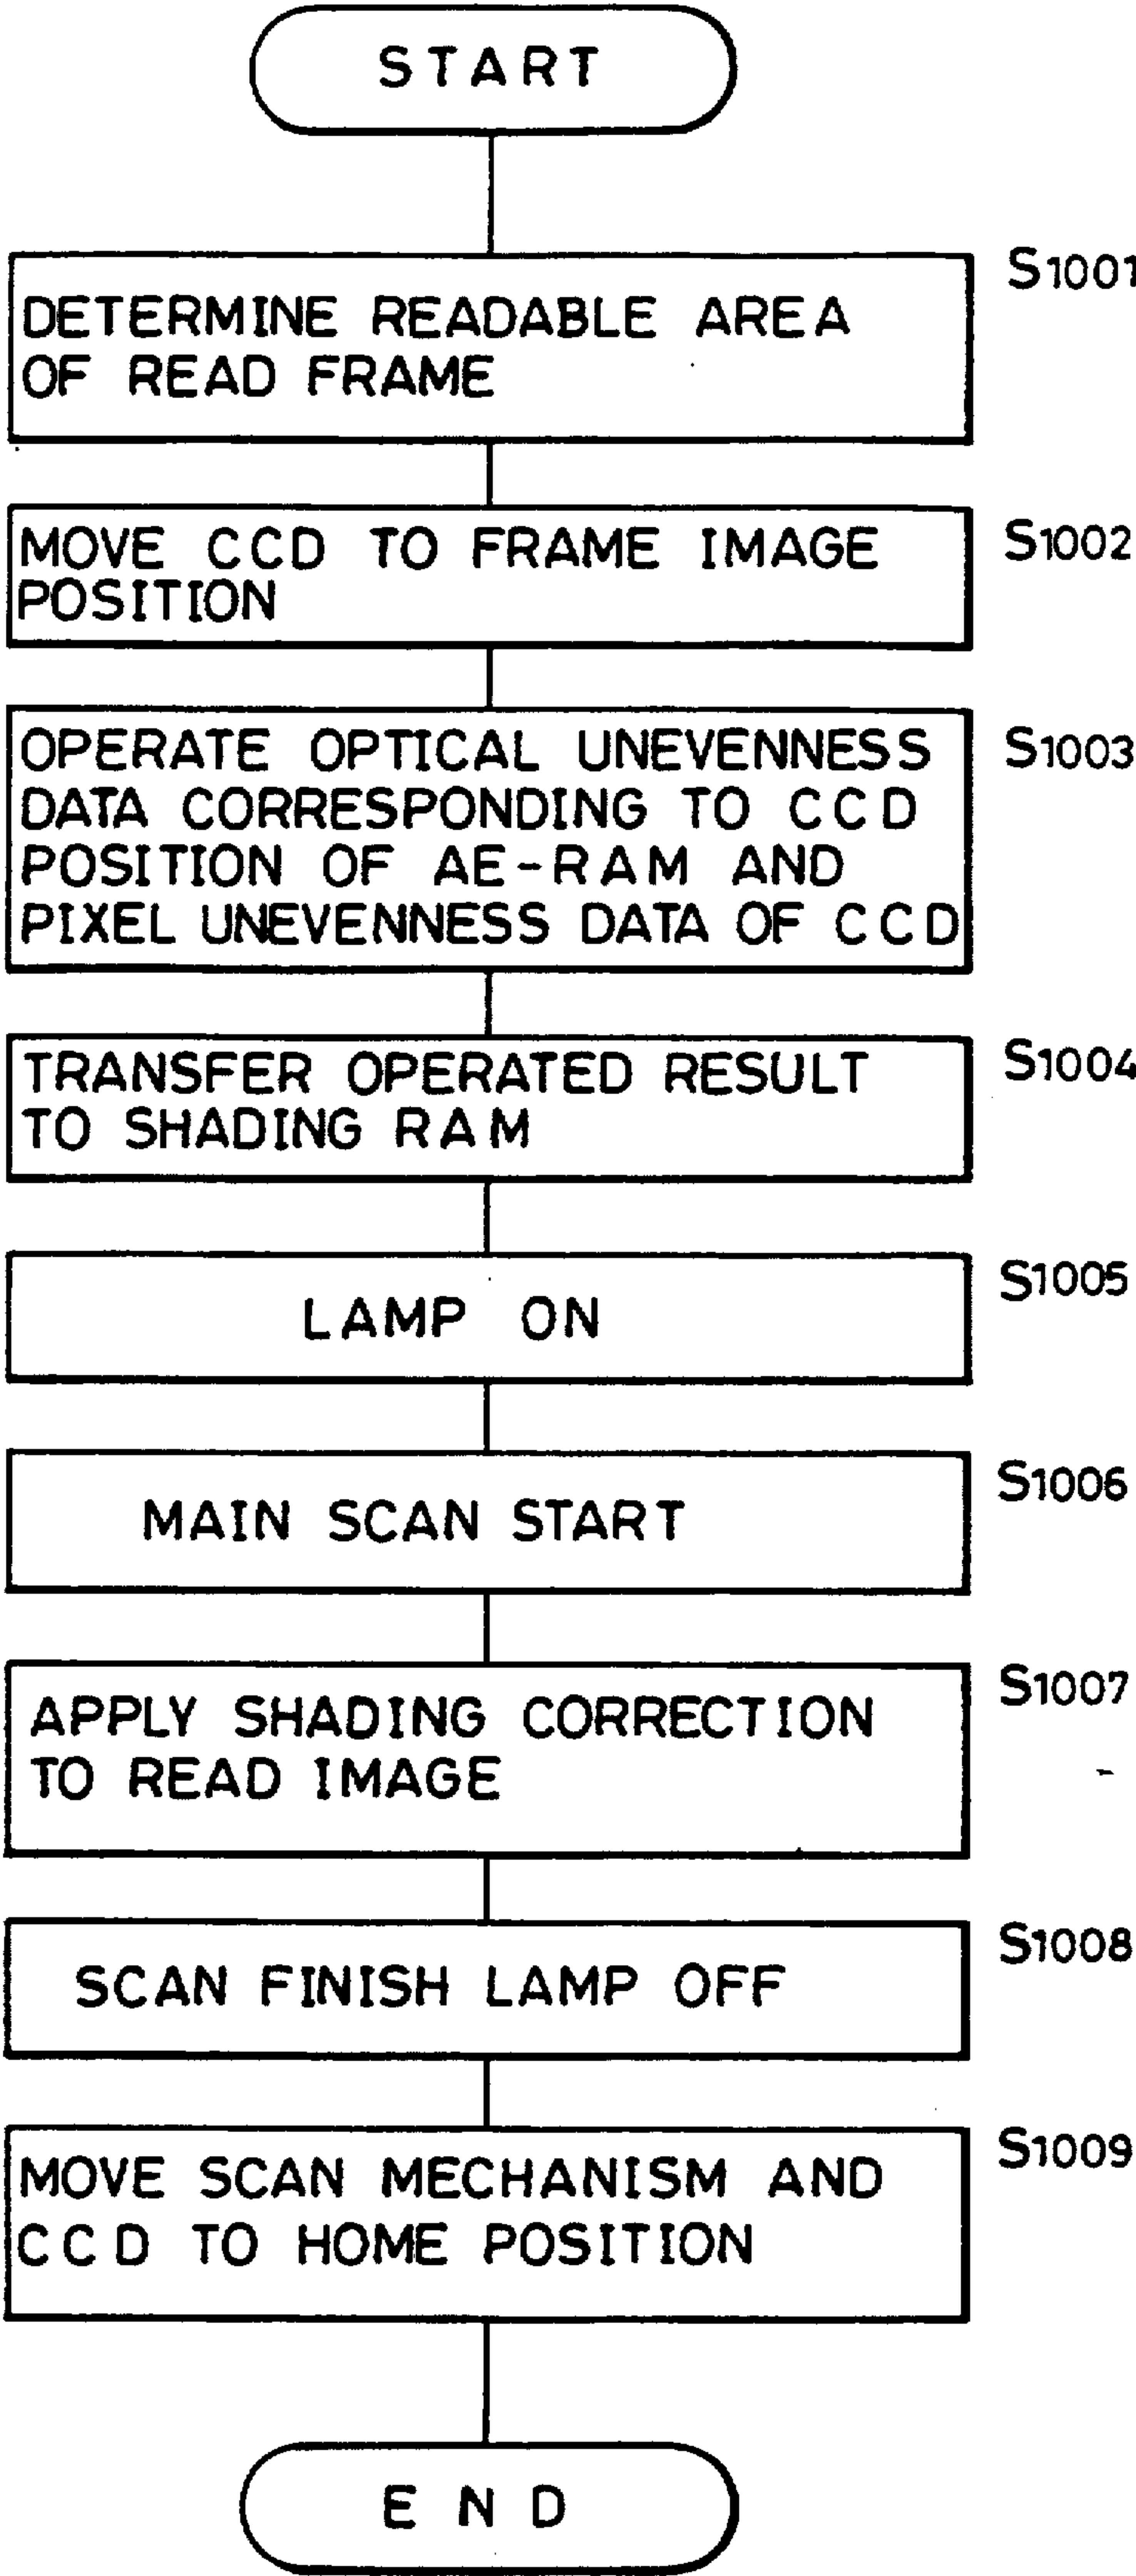 START
S1001
DETERMINE READABLE AREA
OF READ FRAME
S1002
MOVE CCD TO FRAME IMAGE
POSITION
S1003
OPERATE OPTICAL UNEVENNESS
DATA CORRESPONDING TO CCD
POSITION OF AE-RAM AND
PIXEL UNEVENNESS DATA OF CCD
S1004
TRANSFER OPERATED RESULT
TO SHADING RAM
S1005
LAMP ON
S1006
MAIN SCAN START
S1007
APPLY SHADING CORRECTION
TO READ IMAGE
S1008
SCAN FINISH LAMP OFF
S1009
MOVE SCAN MECHANISM AND
CCD TO HOME POSITION
END